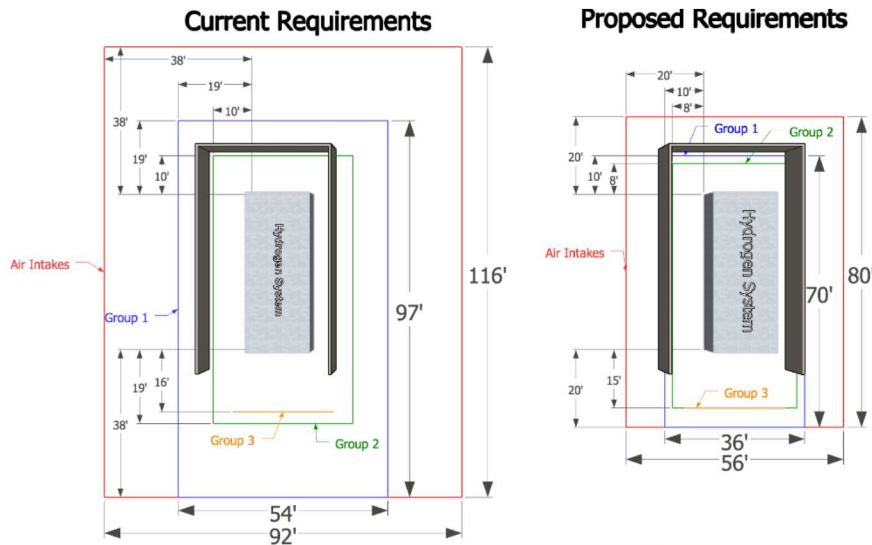 Current Requirements
38'
19'
10'
38'
19'
10'
Hydrogen System
Air Intakes
Group 1
116'
97'
16'
19'
38'
Group 3
Group 2
54'
92'
Proposed Requirements
20'
10'
8'
Group 1
Group 2
20'
10'
8'
Hydrogen System
Air Intakes
80'
70'
20'
15'
Group 3
36'
56'